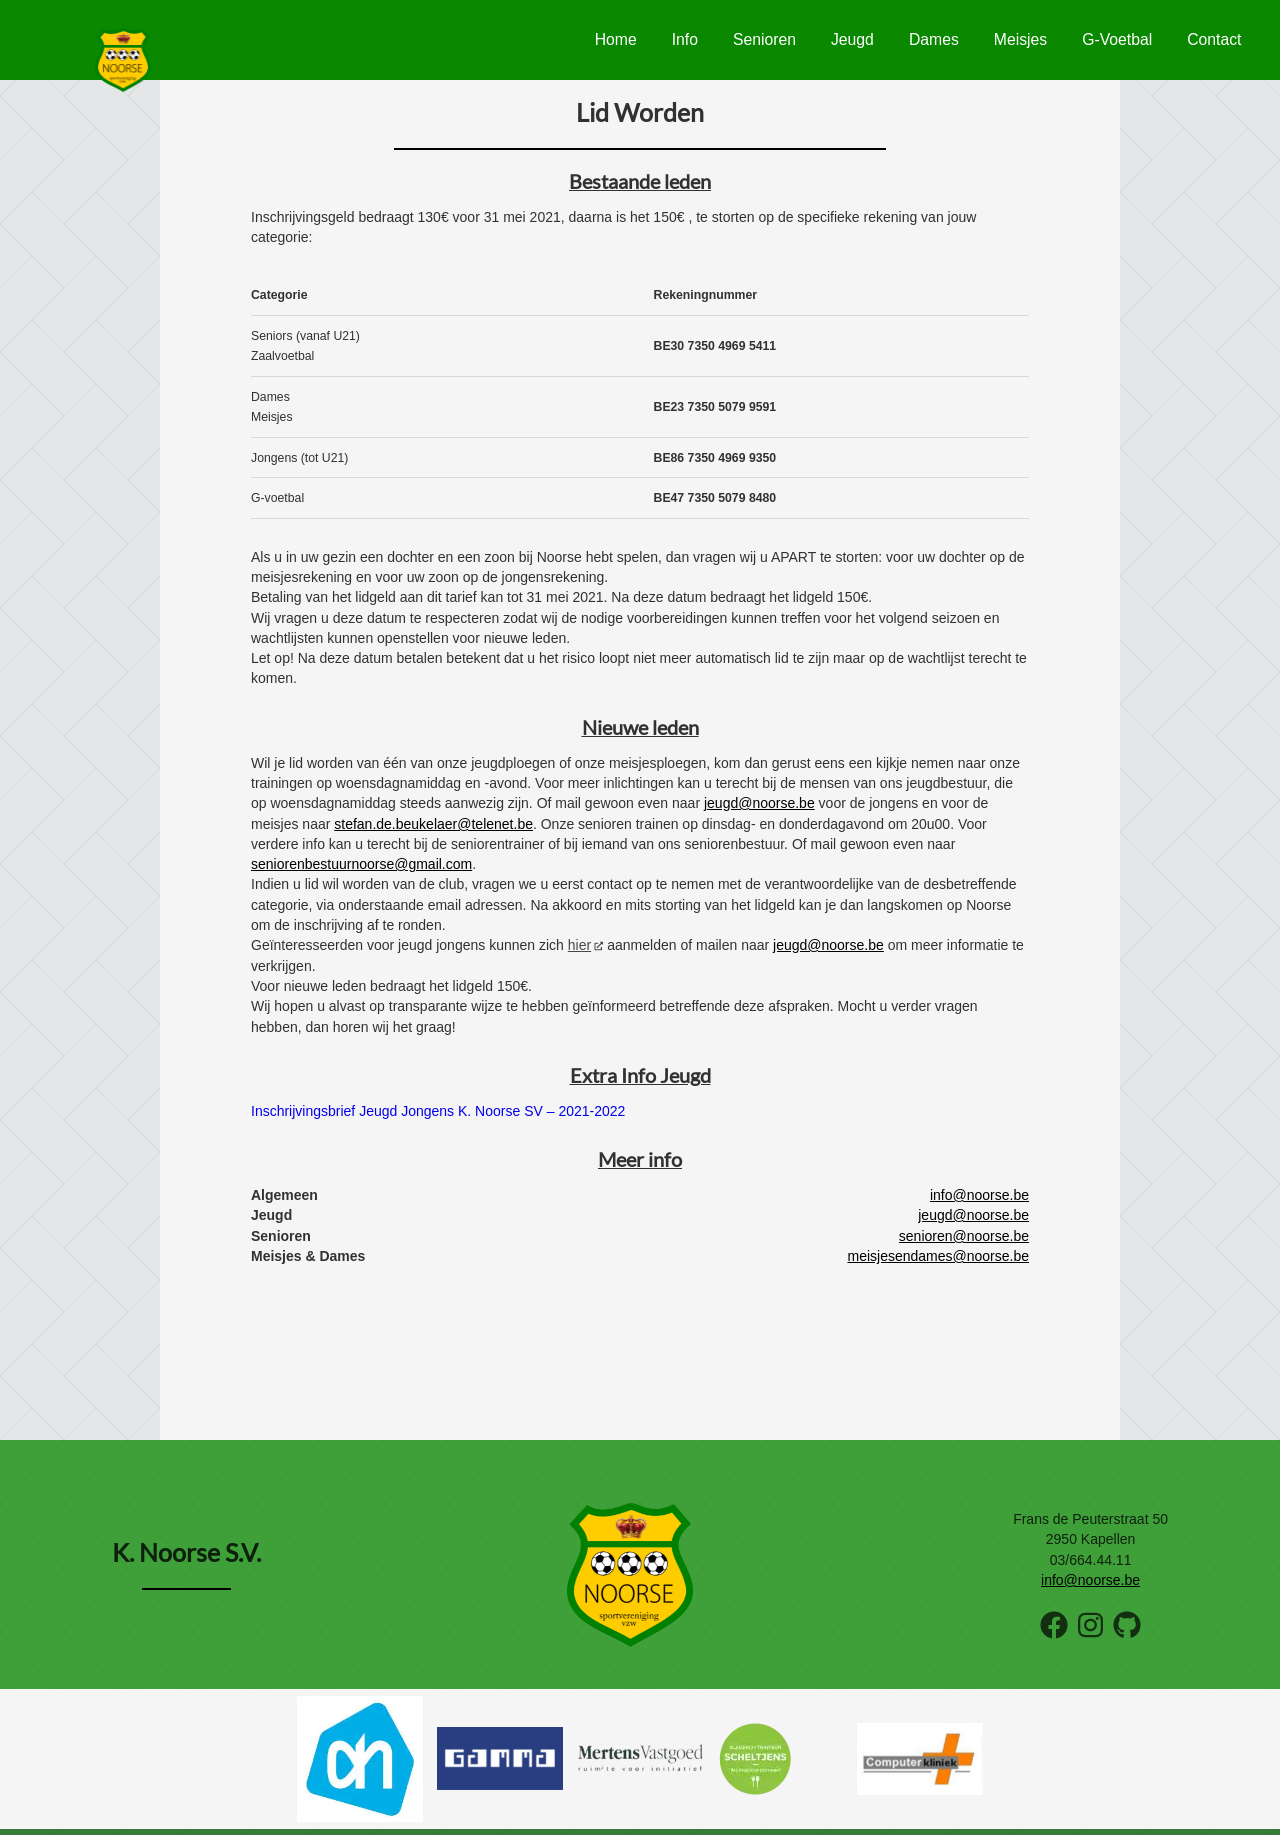 NOORSE
sportvereniging
vzw
Home Info Senioren Jeugd Dames Meisjes G-Voetbal Contact
Lid Worden
Bestaande leden
Inschrijvingsgeld bedraagt 130€ voor 31 mei 2021, daarna is het 150€ , te storten op de specifieke rekening van jouw
categorie:
Categorie Rekeningnummer
Seniors (vanaf U21)
Zaalvoetbal
BE30 7350 4969 5411
Dames
Meisjes
BE23 7350 5079 9591
Jongens (tot U21) BE86 7350 4969 9350
G-voetbal BE47 7350 5079 8480
Als u in uw gezin een dochter en een zoon bij Noorse hebt spelen, dan vragen wij u APART te storten: voor uw dochter op de
meisjesrekening en voor uw zoon op de jongensrekening.
Betaling van het lidgeld aan dit tarief kan tot 31 mei 2021. Na deze datum bedraagt het lidgeld 150€.
Wij vragen u deze datum te respecteren zodat wij de nodige voorbereidingen kunnen treffen voor het volgend seizoen en
wachtlijsten kunnen openstellen voor nieuwe leden.
Let op! Na deze datum betalen betekent dat u het risico loopt niet meer automatisch lid te zijn maar op de wachtlijst terecht te
komen.
Nieuwe leden
Wil je lid worden van één van onze jeugdploegen of onze meisjesploegen, kom dan gerust eens een kijkje nemen naar onze
trainingen op woensdagnamiddag en -avond. Voor meer inlichtingen kan u terecht bij de mensen van ons jeugdbestuur, die
op woensdagnamiddag steeds aanwezig zijn. Of mail gewoon even naar jeugd@noorse.be voor de jongens en voor de
meisjes naar stefan.de.beukelaer@telenet.be. Onze senioren trainen op dinsdag- en donderdagavond om 20u00. Voor
verdere info kan u terecht bij de seniorentrainer of bij iemand van ons seniorenbestuur. Of mail gewoon even naar
seniorenbestuurnoorse@gmail.com.
Indien u lid wil worden van de club, vragen we u eerst contact op te nemen met de verantwoordelijke van de desbetreffende
categorie, via onderstaande email adressen. Na akkoord en mits storting van het lidgeld kan je dan langskomen op Noorse
om de inschrijving af te ronden.
Geïnteresseerden voor jeugd jongens kunnen zich hier aanmelden of mailen naar jeugd@noorse.be om meer informatie te
verkrijgen.
Voor nieuwe leden bedraagt het lidgeld 150€.
Wij hopen u alvast op transparante wijze te hebben geïnformeerd betreffende deze afspraken. Mocht u verder vragen
hebben, dan horen wij het graag!
Extra Info Jeugd
Inschrijvingsbrief Jeugd Jongens K. Noorse SV – 2021-2022
Meer info
Algemeen info@noorse.be
Jeugd jeugd@noorse.be
Senioren senioren@noorse.be
Meisjes & Dames meisjesendames@noorse.be
K. Noorse S.V.
NOORSE
sportvereniging
vzw
Frans de Peuterstraat 50
2950 Kapellen
03/664.44.11
info@noorse.be
GAMMA
MertensVastgoed
ruimte voor initiatief
SLAGERIJ & TRAITEUR
SCHELTJENS
Computerkliniek